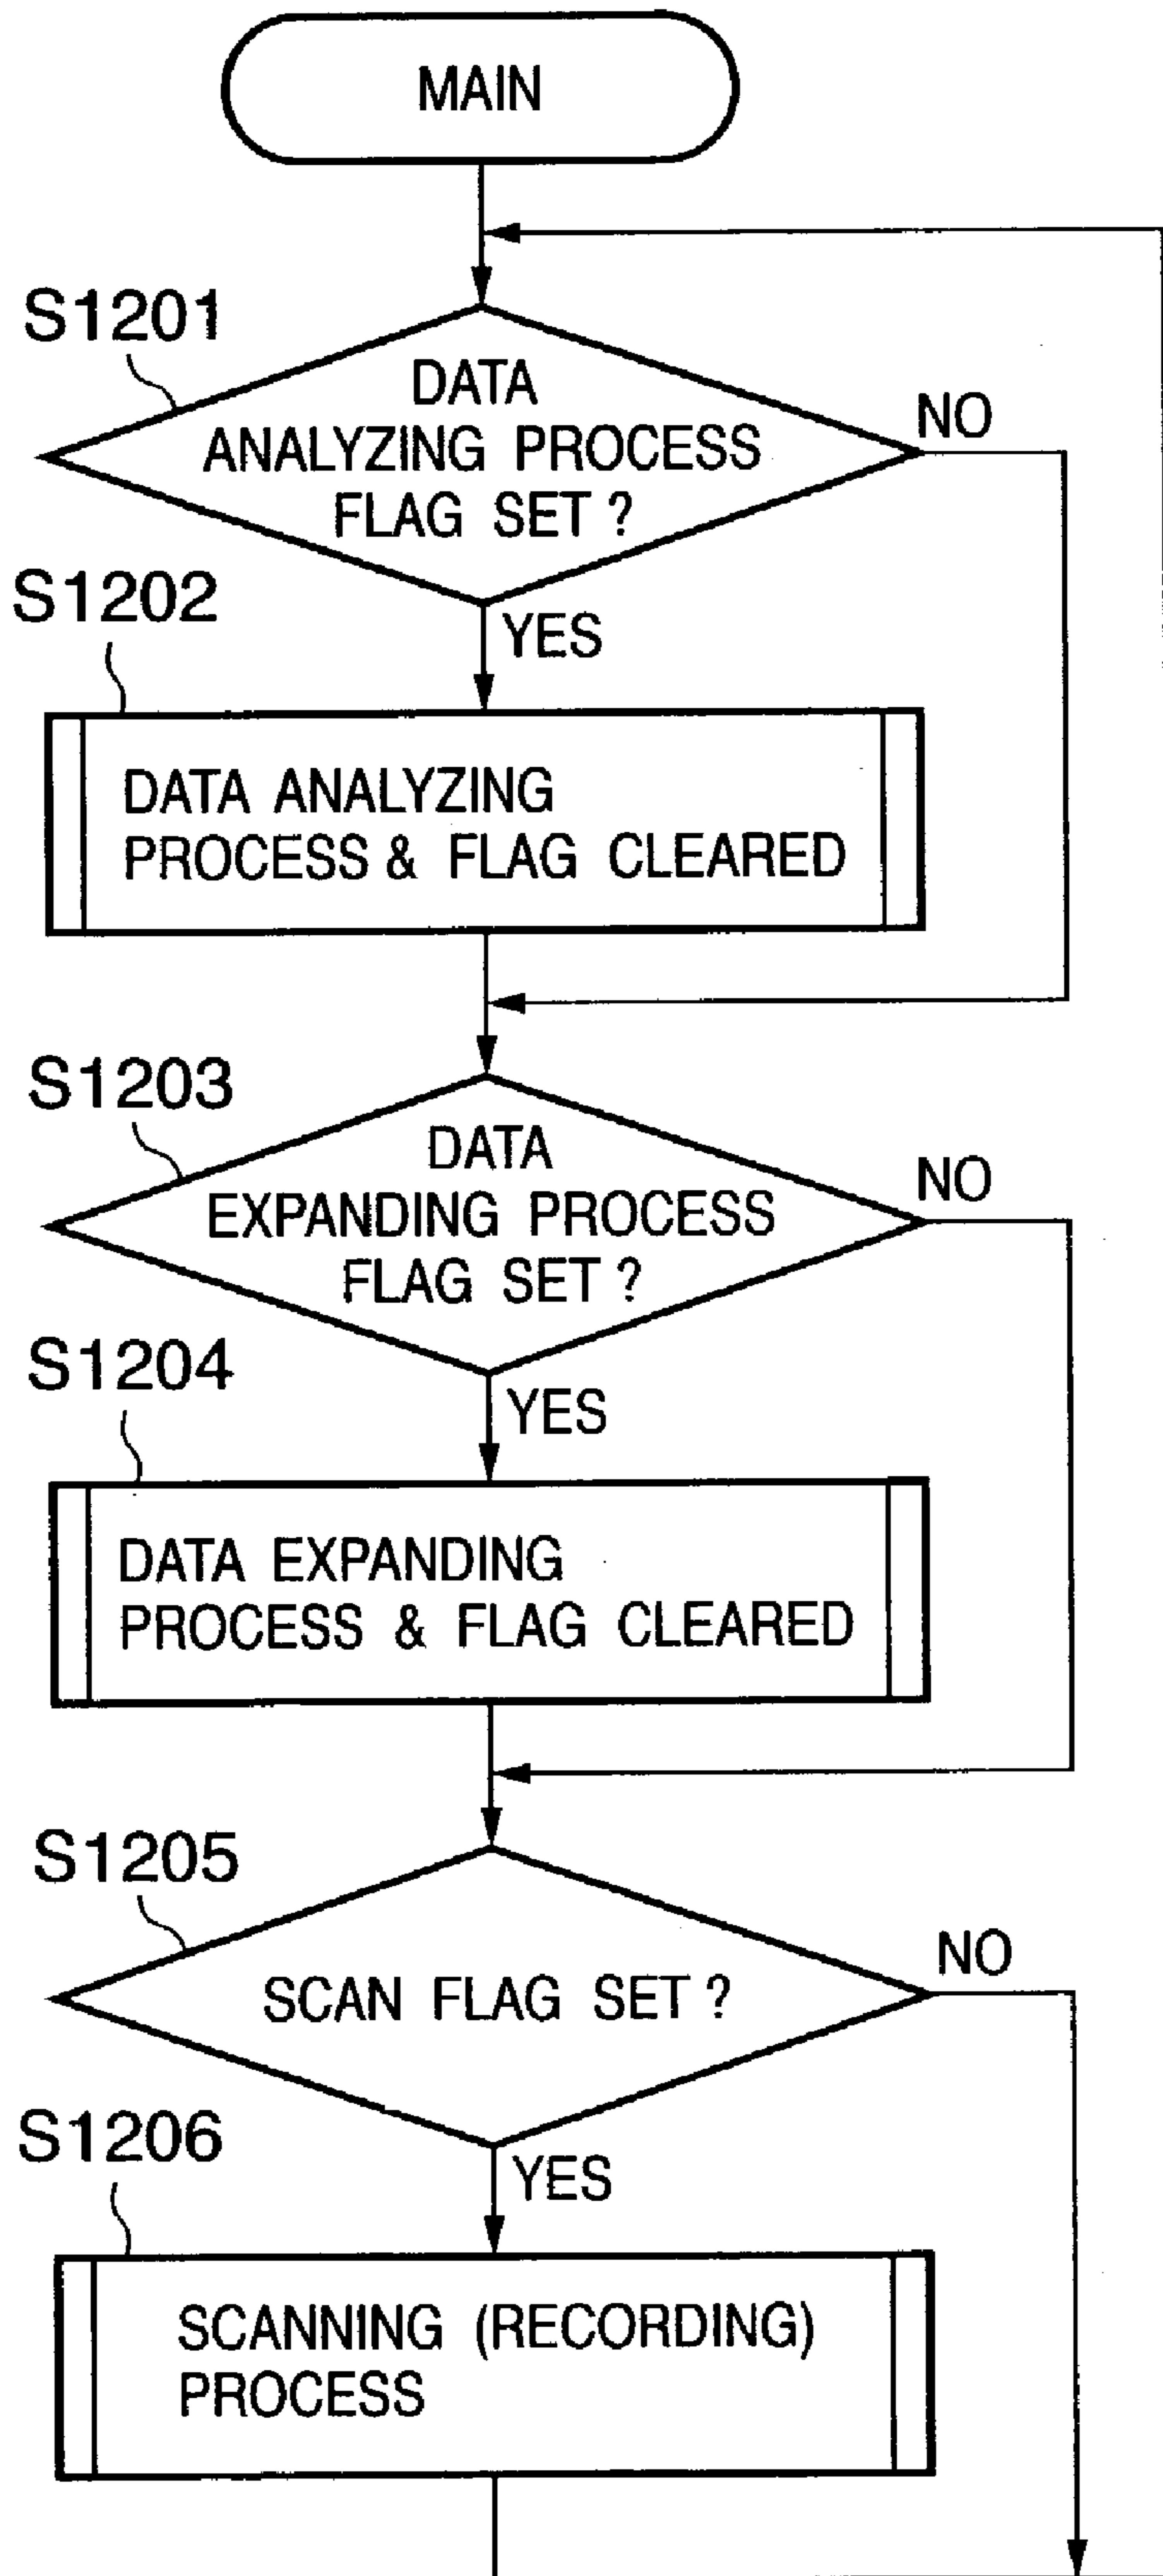 MAIN
S1201
DATA
ANALYZING PROCESS
FLAG SET ?
NO
YES
S1202
DATA ANALYZING
PROCESS & FLAG CLEARED
S1203
DATA
EXPANDING PROCESS
FLAG SET ?
NO
YES
S1204
DATA EXPANDING
PROCESS & FLAG CLEARED
S1205
SCAN FLAG SET ?
NO
YES
S1206
SCANNING (RECORDING)
PROCESS